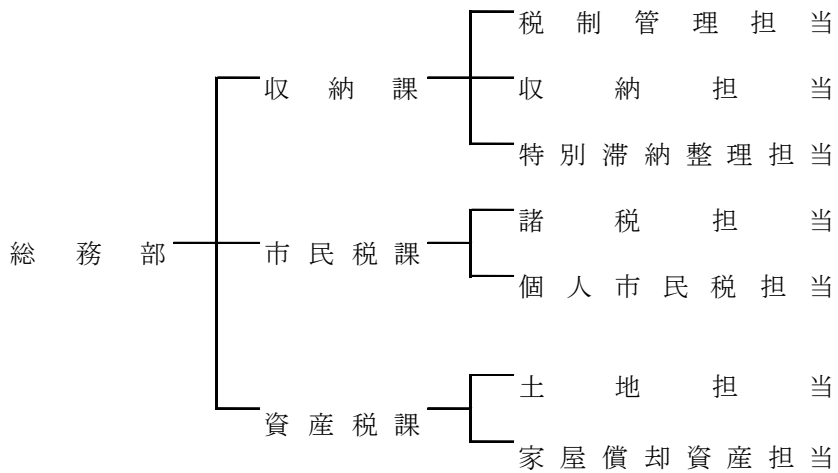 税制管理担当
収納課
収納担当
特別滞納整理担当
諸税担当
総務部
市民税課
個人市民税担当
土地担当
資産税課
家屋償却資産担当